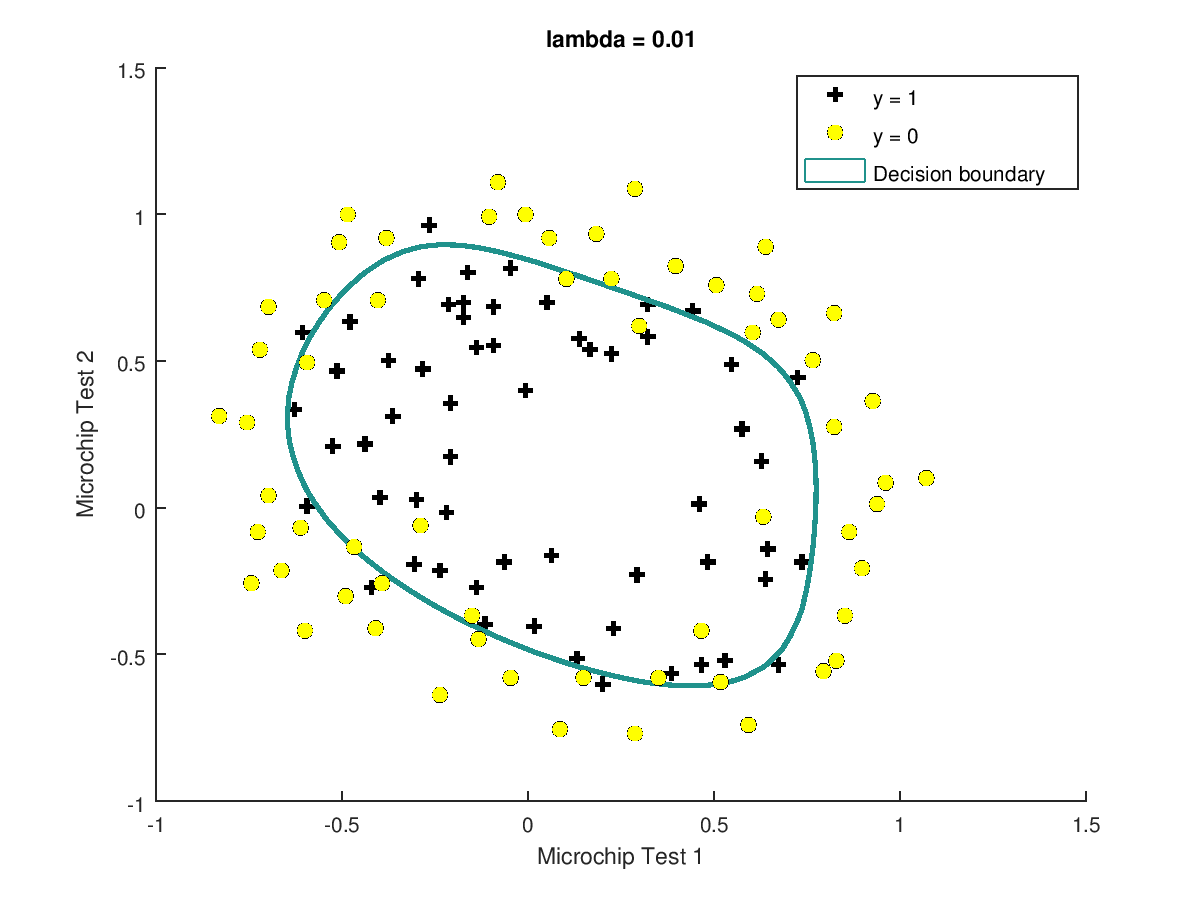 lambda = 0.01
1.5
y = 1
y = 0
Decision boundary
1
0.5
Microchip Test 2
0
-0.5
-1
-1 -0.5 0 0.5 1 1.5
Microchip Test 1